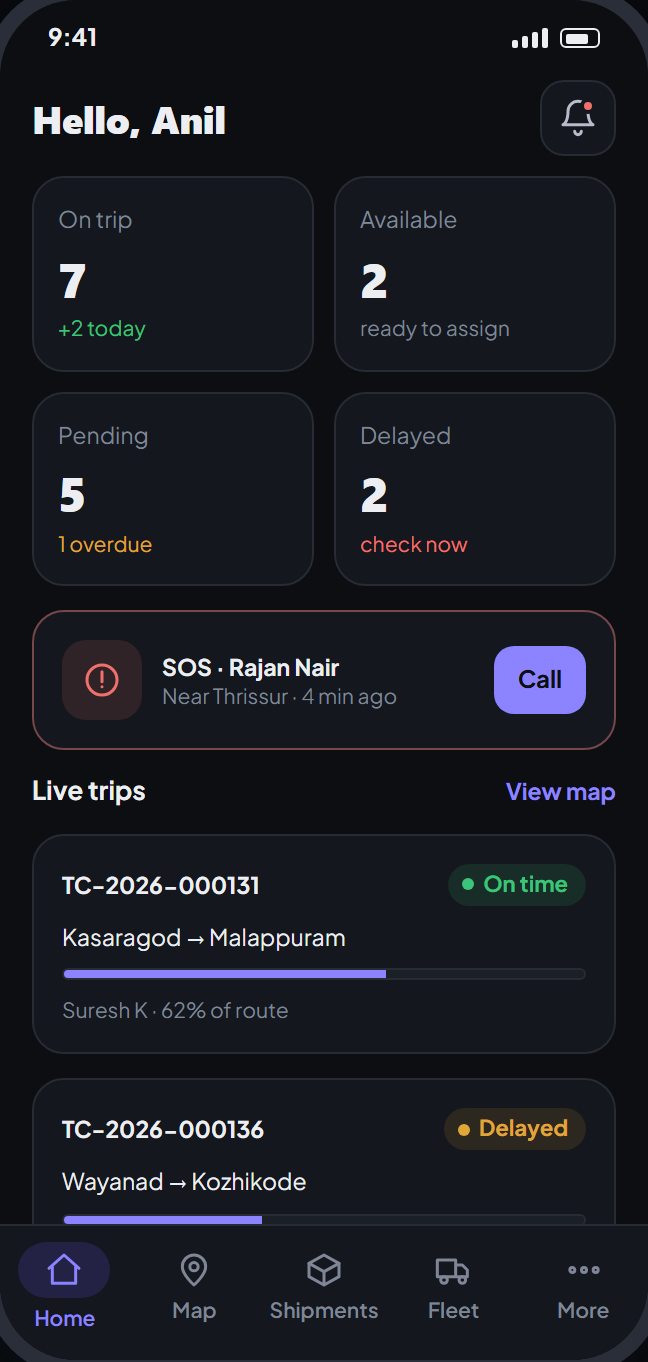 9:41
Hello, Anil
On trip
7
+2 today
Available
2
ready to assign
Pending
5
1 overdue
Delayed
2
check now
SOS · Rajan Nair
Near Thrissur · 4 min ago
Call
Live trips
View map
TC-2026-000131
On time
Kasaragod → Malappuram
Suresh K · 62% of route
TC-2026-000136
Delayed
Wayanad → Kozhikode
Home
Map
Shipments
Fleet
More